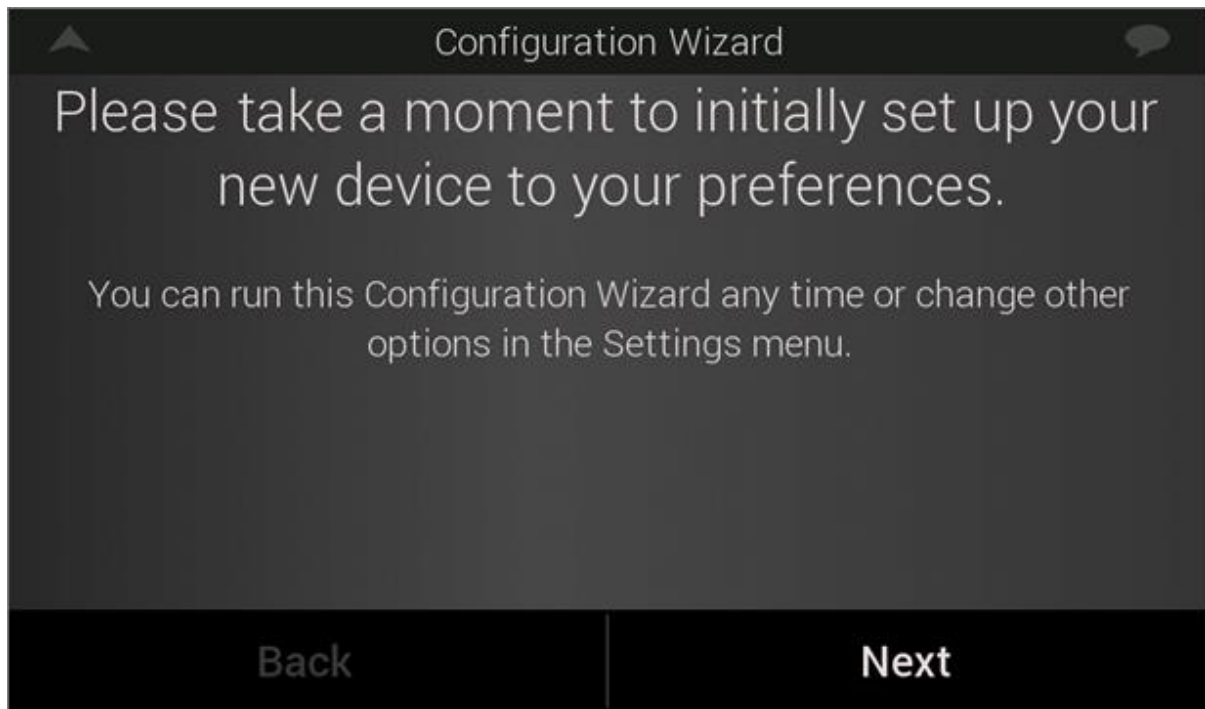 Configuration Wizard
Please take a moment to initially set up your
new device to your preferences.
You can run this Configuration Wizard any time or change other
options in the Settings menu.
Back
Next